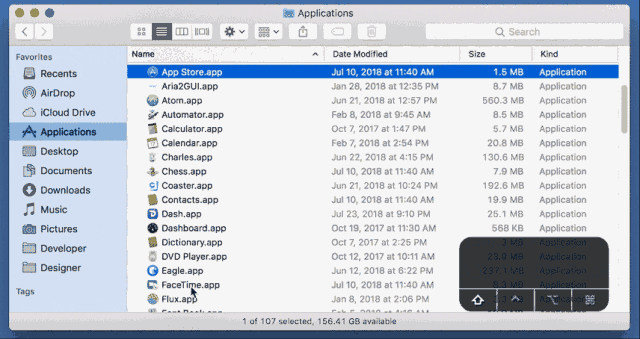 Applications
Search
Name Date Modified Size Kind
Favorites
Recents
AirDrop
iCloud Drive
Applications
Desktop
Documents
Downloads
Music
Pictures
Developer
Designer
Tags
App Store.app Jul 10, 2018 at 11:40 AM 1.5 MB Application
Aria2GUI.app Jan 28, 2018 at 12:35 PM 8.7 MB Application
Atom.app Jun 21, 2018 at 12:57 PM 560.3 MB Application
Automator.app Feb 8, 2018 at 9:45 AM 8.5 MB Application
Calculator.app Oct 7, 2017 at 1:47 PM 5.7 MB Application
Calendar.app Feb 7, 2018 at 2:54 PM 20.8 MB Application
Charles.app Jun 22, 2018 at 4:15 PM 130.6 MB Application
Chess.app Jul 10, 2018 at 11:40 AM 7.9 MB Application
Coaster.app Jun 21, 2018 at 10:24 PM 192.6 MB Application
Contacts.app Jul 10, 2018 at 11:40 AM 19.9 MB Application
Dash.app Jul 23, 2018 at 9:10 PM 25.1 MB Application
Dashboard.app Oct 19, 2017 at 11:30 AM 568 KB Application
Dictionary.app Oct 7, 2017 at 2:25 PM MB Application
DVD Player.app Oct 12, 2017 at 10:11 AM MB Application
Eagle.app Jun 12, 2018 at 6:22 PM MB Application
FaceTime.app Jul 10, 2018 at 11:40 AM
Flux.app Jan 8, 2018 at 2:06 PM
1 of 107 selected, 156.41 GB available